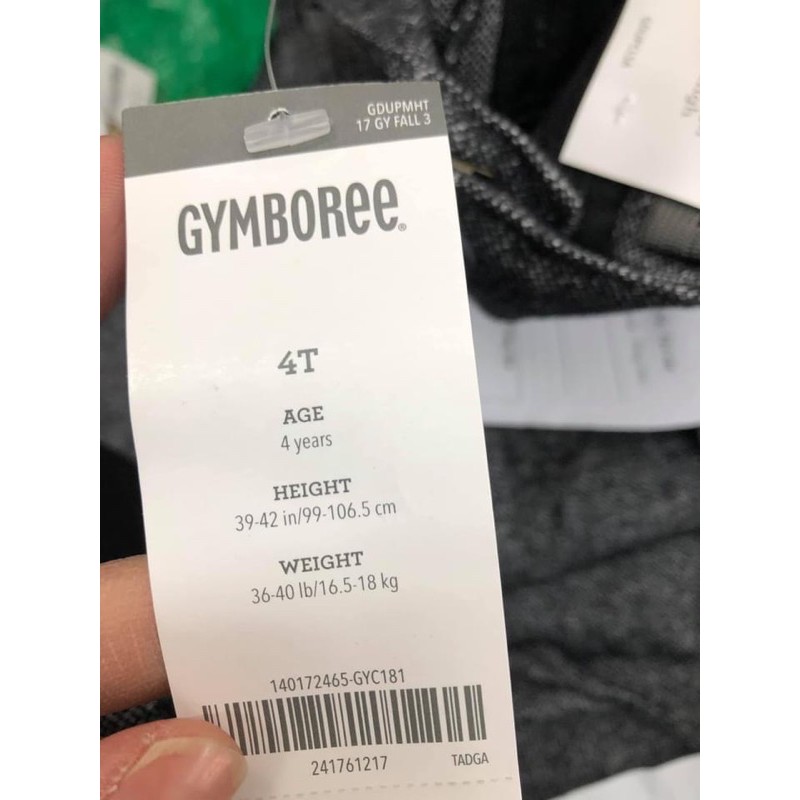 GDUPMHT
17 GY FALL 3
GYMBOREE®
4T
AGE
4 years
HEIGHT
39-42 in/99-106.5 cm
WEIGHT
36-40 lb/16.5-18 kg
140172465-GYC181
241761217
TADGA